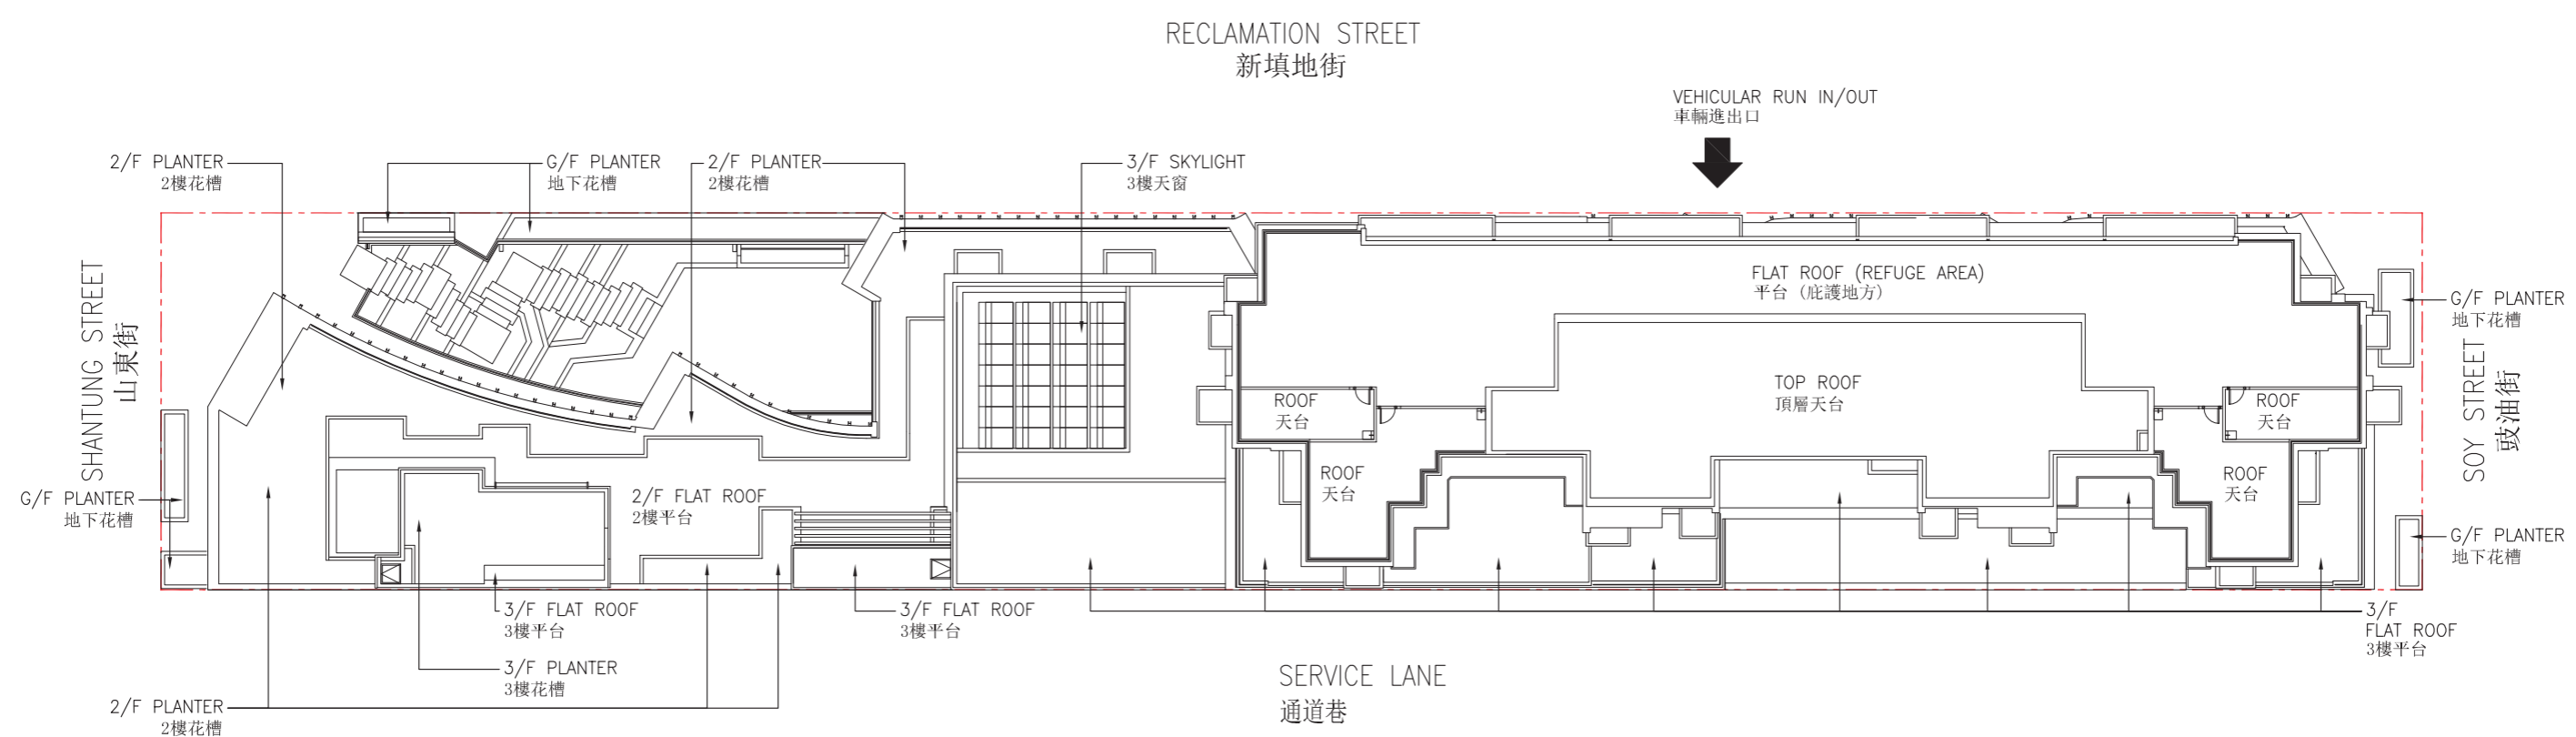 RECLAMATION STREET
新填地街
VEHICULAR RUN IN/OUT
車輛進出口
2/F PLANTER
2樓花槽
G/F PLANTER
地下花槽
2/F PLANTER
2樓花槽
3/F SKYLIGHT
3樓天窗
SHANTUNG STREET
山東街
FLAT ROOF (REFUGE AREA)
平台 (庇護地方)
G/F PLANTER
地下花槽
TOP ROOF
頂層天台
ROOF
天台
ROOF
天台
SOY STREET
豉油街
ROOF
天台
ROOF
天台
G/F PLANTER
地下花槽
2/F FLAT ROOF
2樓平台
G/F PLANTER
地下花槽
3/F FLAT ROOF
3樓平台
3/F FLAT ROOF
3樓平台
3/F
FLAT ROOF
3樓平台
3/F PLANTER
3樓花槽
SERVICE LANE
通道巷
2/F PLANTER
2樓花槽